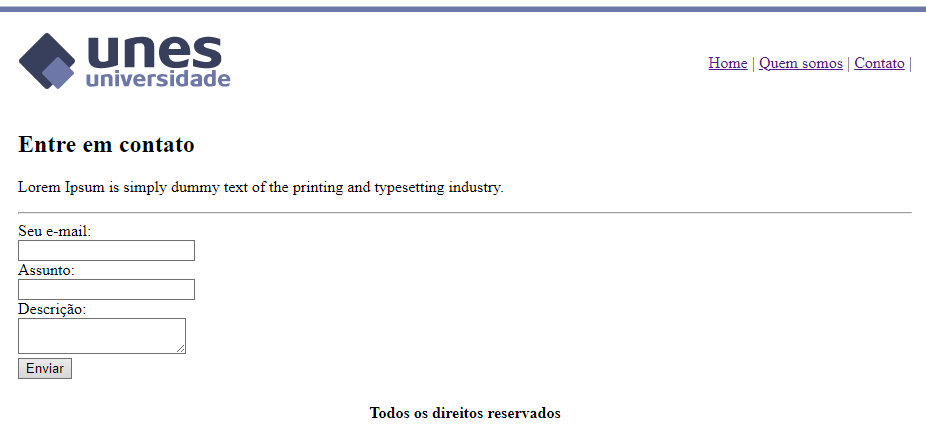 unes
universidade
Home | Quem somos | Contato |
Entre em contato
Lorem Ipsum is simply dummy text of the printing and typesetting industry.
Seu e-mail:
Assunto:
Descrição:
Enviar
Todos os direitos reservados